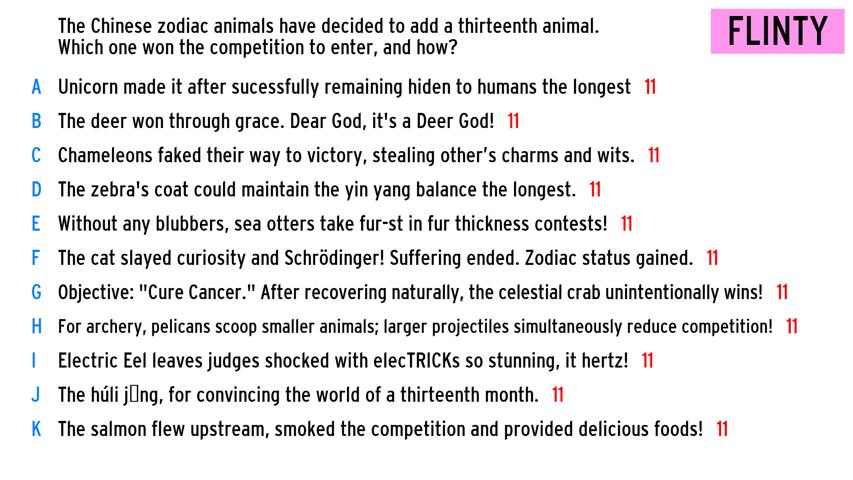 The Chinese zodiac animals have decided to add a thirteenth animal.
FLINTY
Which one won the competition to enter, and how?
A Unicorn made it after sucessfully remaining hiden to humans the longest 11
B The deer won through grace. Dear God, it's a Deer God! 11
C Chameleons faked their way to victory, stealing other’s charms and wits. 11
D The zebra's coat could maintain the yin yang balance the longest. 11
E Without any blubbers, sea otters take fur-st in fur thickness contests! 11
F The cat slayed curiosity and Schrödinger! Suffering ended. Zodiac status gained. 11
G Objective: "Cure Cancer." After recovering naturally, the celestial crab unintentionally wins! 11
H For archery, pelicans scoop smaller animals; larger projectiles simultaneously reduce competition! 11
I Electric Eel leaves judges shocked with elecTRICKs so stunning, it hertz! 11
J The húli j▯ng, for convincing the world of a thirteenth month. 11
K The salmon flew upstream, smoked the competition and provided delicious foods! 11